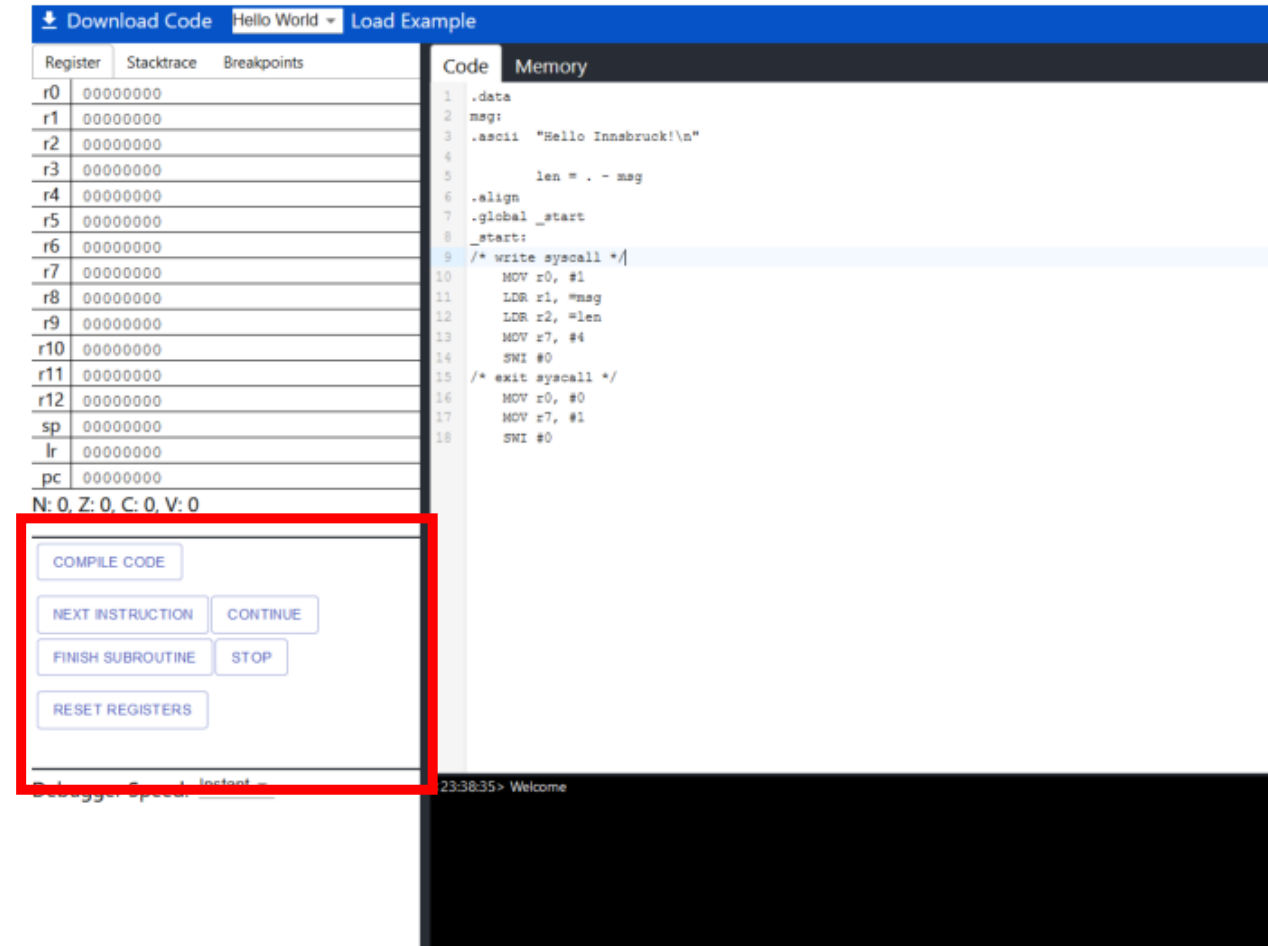 Download Code Hello World Load Example
Register Stacktrace Breakpoints
r0 00000000
r1 00000000
r2 00000000
r3 00000000
r4 00000000
r5 00000000
r6 00000000
r7 00000000
r8 00000000
r9 00000000
r10 00000000
r11 00000000
r12 00000000
sp 00000000
lr 00000000
pc 00000000
N: 0, Z: 0, C: 0, V: 0
COMPILE CODE
NEXT INSTRUCTION CONTINUE
FINISH SUBROUTINE STOP
RESET REGISTERS
Debugger Speed: Instant
Code Memory
1 .data
2 msg:
3 .ascii "Hello Innsbruck!\n"
4
5 len = . - msg
6 .align
7 .global _start
8 _start:
9 /* write syscall */
10 MOV r0, #1
11 LDR r1, =msg
12 LDR r2, =len
13 MOV r7, #4
14 SWI #0
15 /* exit syscall */
16 MOV r0, #0
17 MOV r7, #1
18 SWI #0
23:38:35> Welcome